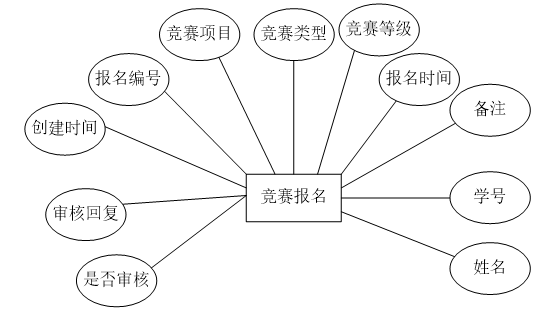 竞赛项目
竞赛类型
竞赛等级
报名编号
报名时间
备注
创建时间
竞赛报名
学号
审核回复
姓名
是否审核